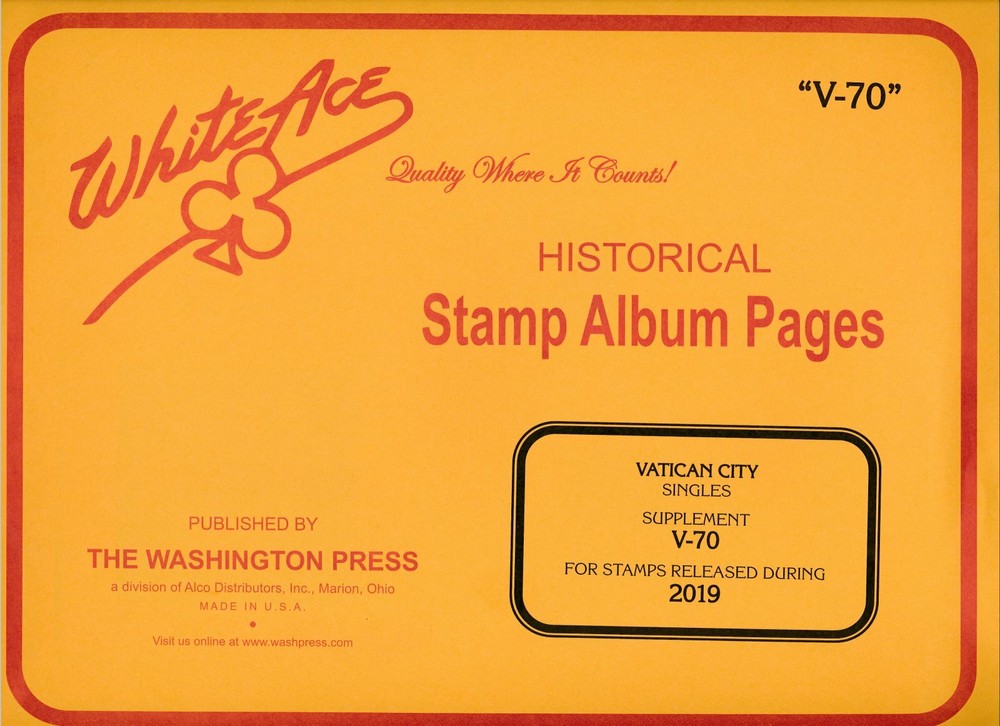 White Ace
“V-70”
Quality Where It Counts!
HISTORICAL
Stamp Album Pages
VATICAN CITY
SINGLES
SUPPLEMENT
V-70
FOR STAMPS RELEASED DURING
2019
PUBLISHED BY
THE WASHINGTON PRESS
a division of Alco Distributors, Inc., Marion, Ohio
MADE IN U.S.A.
•
Visit us online at www.washpress.com